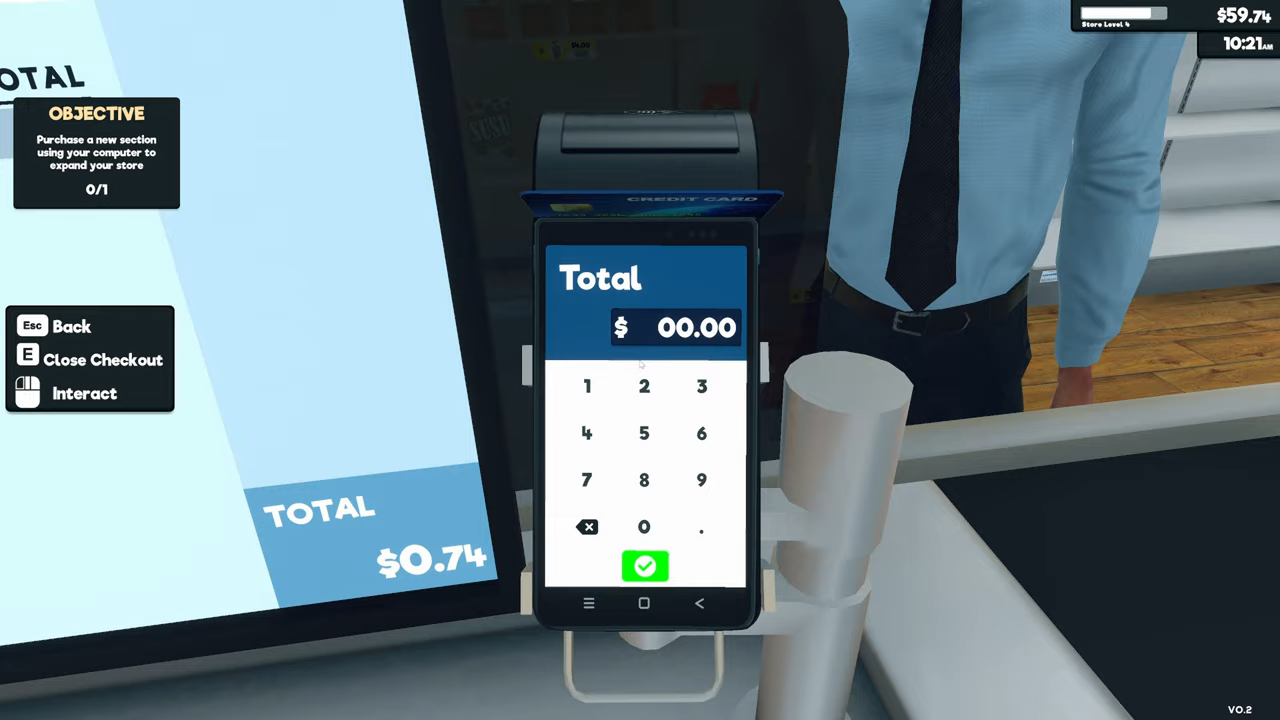 OTAL
OBJECTIVE
Purchase a new section
using your computer to
expand your store
0/1
Esc Back
E Close Checkout
Interact
TOTAL
$0.74
CREDIT CARD
Total
$ 00.00
1 2 3
4 5 6
7 8 9
0 .
$59.74
Store Level 4
10:21AM
V0.2